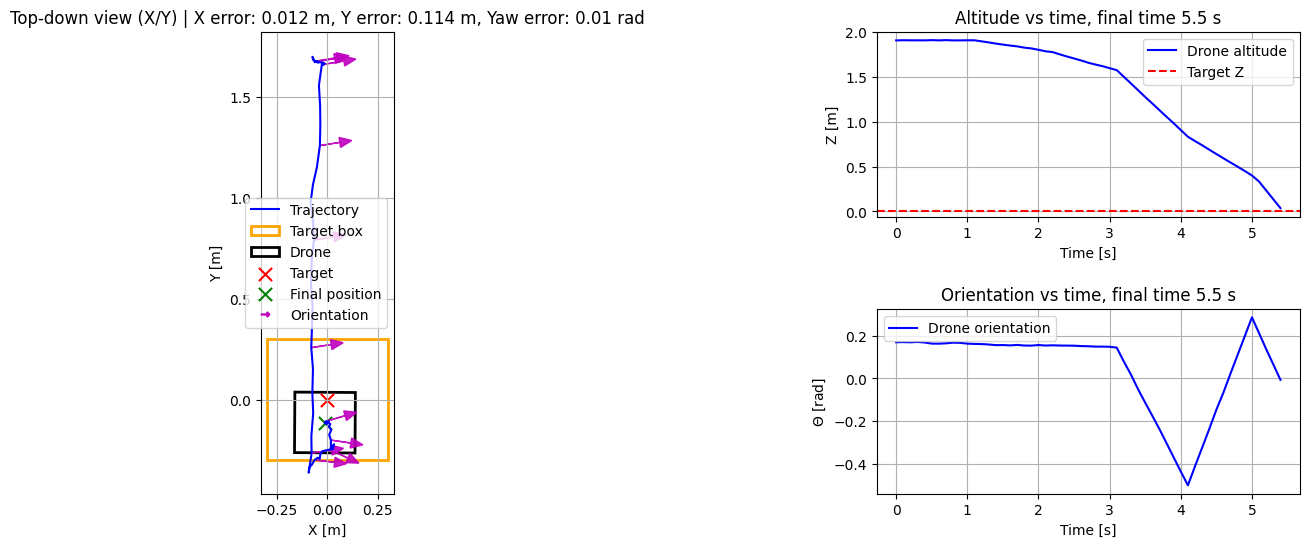 Top-down view (X/Y) | X error: 0.012 m, Y error: 0.114 m, Yaw error: 0.01 rad
1.5
1.0
0.5
0.0
Y [m]
Trajectory
Target box
Drone
Target
Final position
Orientation
−0.25
0.00
0.25
X [m]
Altitude vs time, final time 5.5 s
2.0
1.5
1.0
0.5
0.0
Z [m]
Drone altitude
Target Z
0
1
2
3
4
5
Time [s]
Orientation vs time, final time 5.5 s
0.2
0.0
−0.2
−0.4
Θ [rad]
Drone orientation
0
1
2
3
4
5
Time [s]